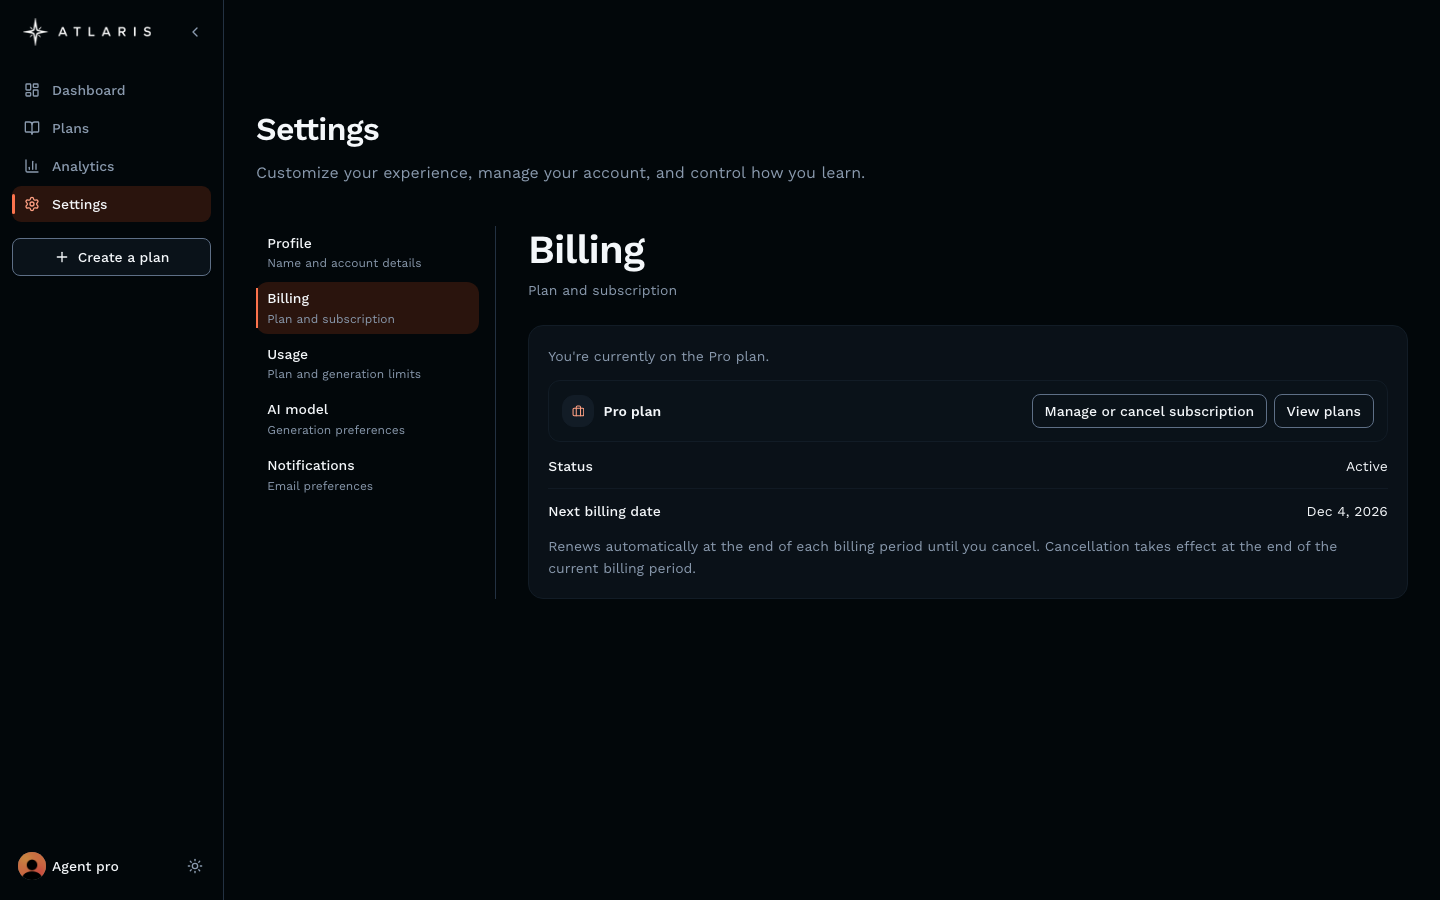 ATLARIS
Dashboard
Plans
Analytics
Settings
Create a plan
Agent pro
Settings
Customize your experience, manage your account, and control how you learn.
Profile
Name and account details
Billing
Plan and subscription
Usage
Plan and generation limits
AI model
Generation preferences
Notifications
Email preferences
Billing
Plan and subscription
You're currently on the Pro plan.
Pro plan
Manage or cancel subscription
View plans
Status
Active
Next billing date
Dec 4, 2026
Renews automatically at the end of each billing period until you cancel. Cancellation takes effect at the end of the
current billing period.